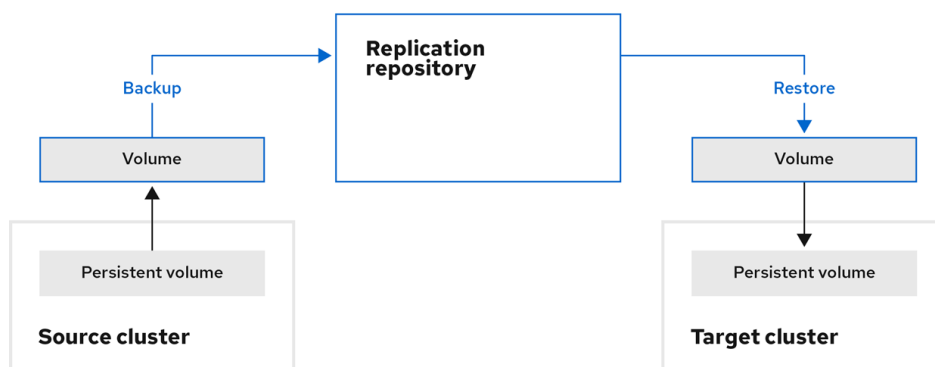 Replication
repository
Backup
Restore
Volume
Volume
Persistent volume
Persistent volume
Source cluster
Target cluster